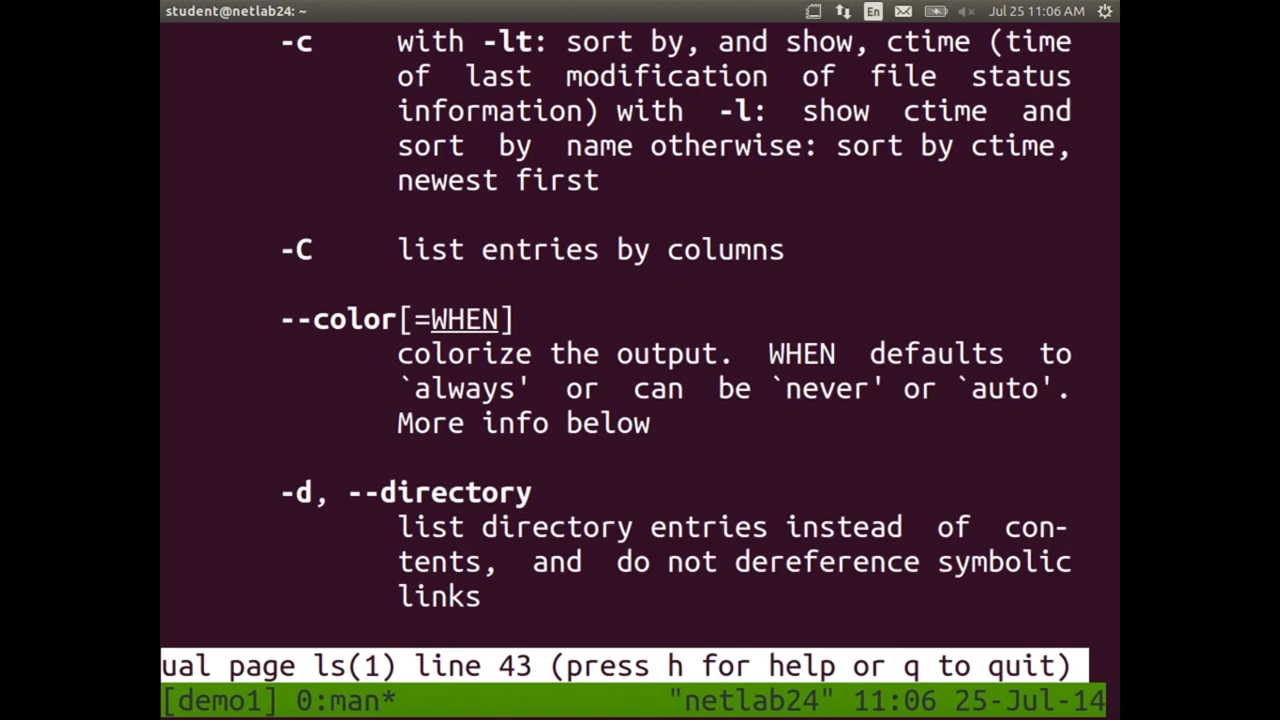 student@netlab24: ~ En Jul 25 11:06 AM
-c with -lt: sort by, and show, ctime (time
of last modification of file status
information) with -l: show ctime and
sort by name otherwise: sort by ctime,
newest first
-C list entries by columns
--color[=WHEN]
colorize the output. WHEN defaults to
`always' or can be `never' or `auto'.
More info below
-d, --directory
list directory entries instead of con-
tents, and do not dereference symbolic
links
ual page ls(1) line 43 (press h for help or q to quit)
[demo1] 0:man* "netlab24" 11:06 25-Jul-14